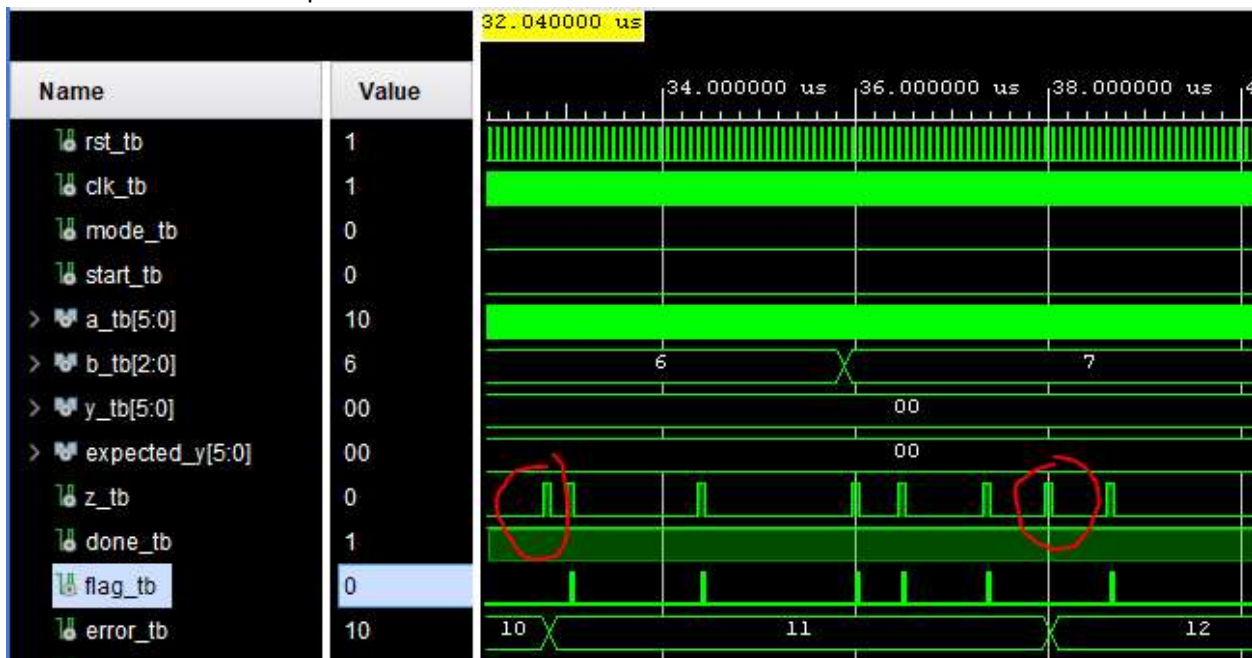 32.040000 us
Name Value
34.000000 us 36.000000 us 38.000000 us 4
rst_tb 1
clk_tb 1
mode_tb 0
start_tb 0
> a_tb[5:0] 10
> b_tb[2:0] 6 6 7
> y_tb[5:0] 00 00
> expected_y[5:0] 00 00
z_tb 0
done_tb 1
flag_tb 0
error_tb 10 10 11 12